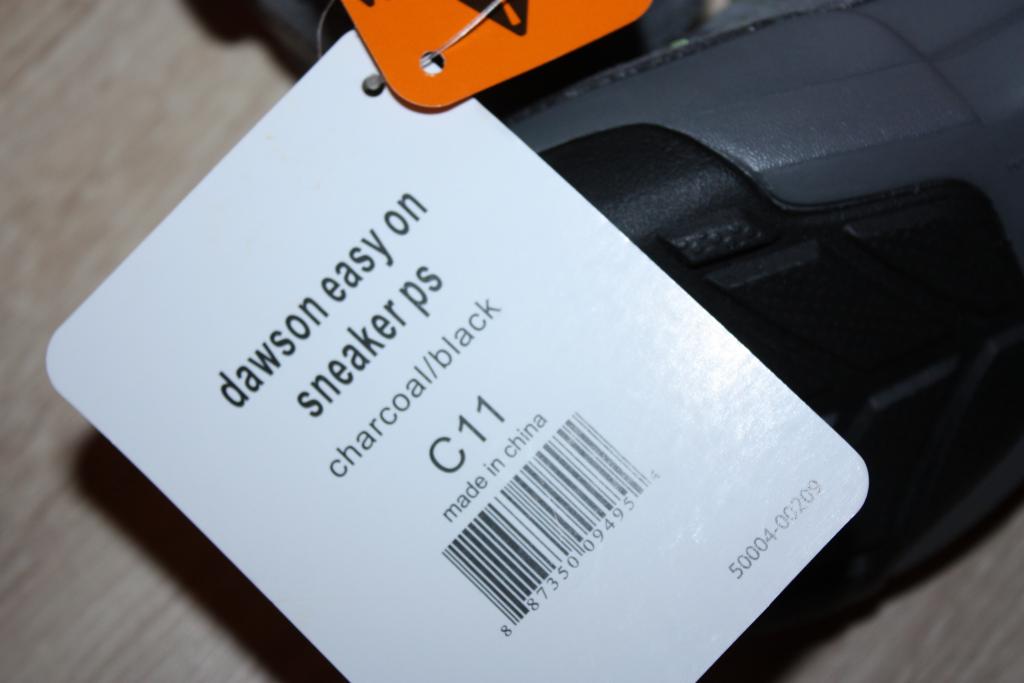 dawson easy on
sneaker ps
charcoal/black
C11
made in china
8 87350 09495 4
50004-00209